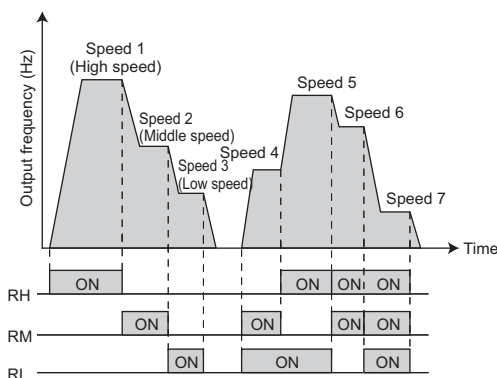 Output frequency (Hz)
Speed 1
(High speed)
Speed 2
(Middle speed)
Speed 3
(Low speed)
Speed 4
Speed 5
Speed 6
Speed 7
Time
RH
ON
ON
ON
ON
RM
ON
ON
ON
ON
RL
ON
ON
ON